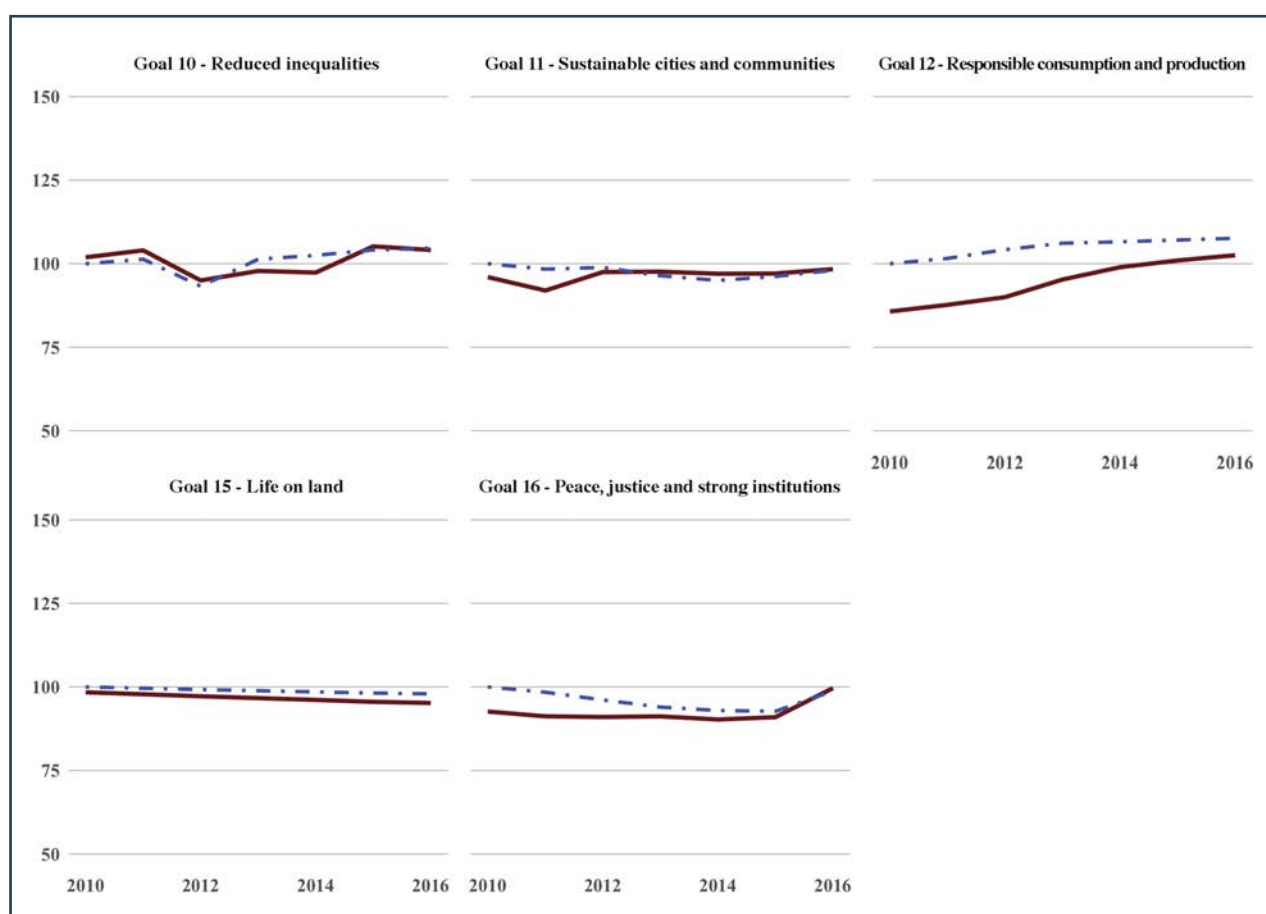 Goal 10 - Reduced inequalities
Goal 11 - Sustainable cities and communities
Goal 12 - Responsible consumption and production
150
125
100
75
50
2010 2012 2014 2016
Goal 15 - Life on land
Goal 16 - Peace, justice and strong institutions
150
125
100
75
50
2010 2012 2014 2016
2010 2012 2014 2016